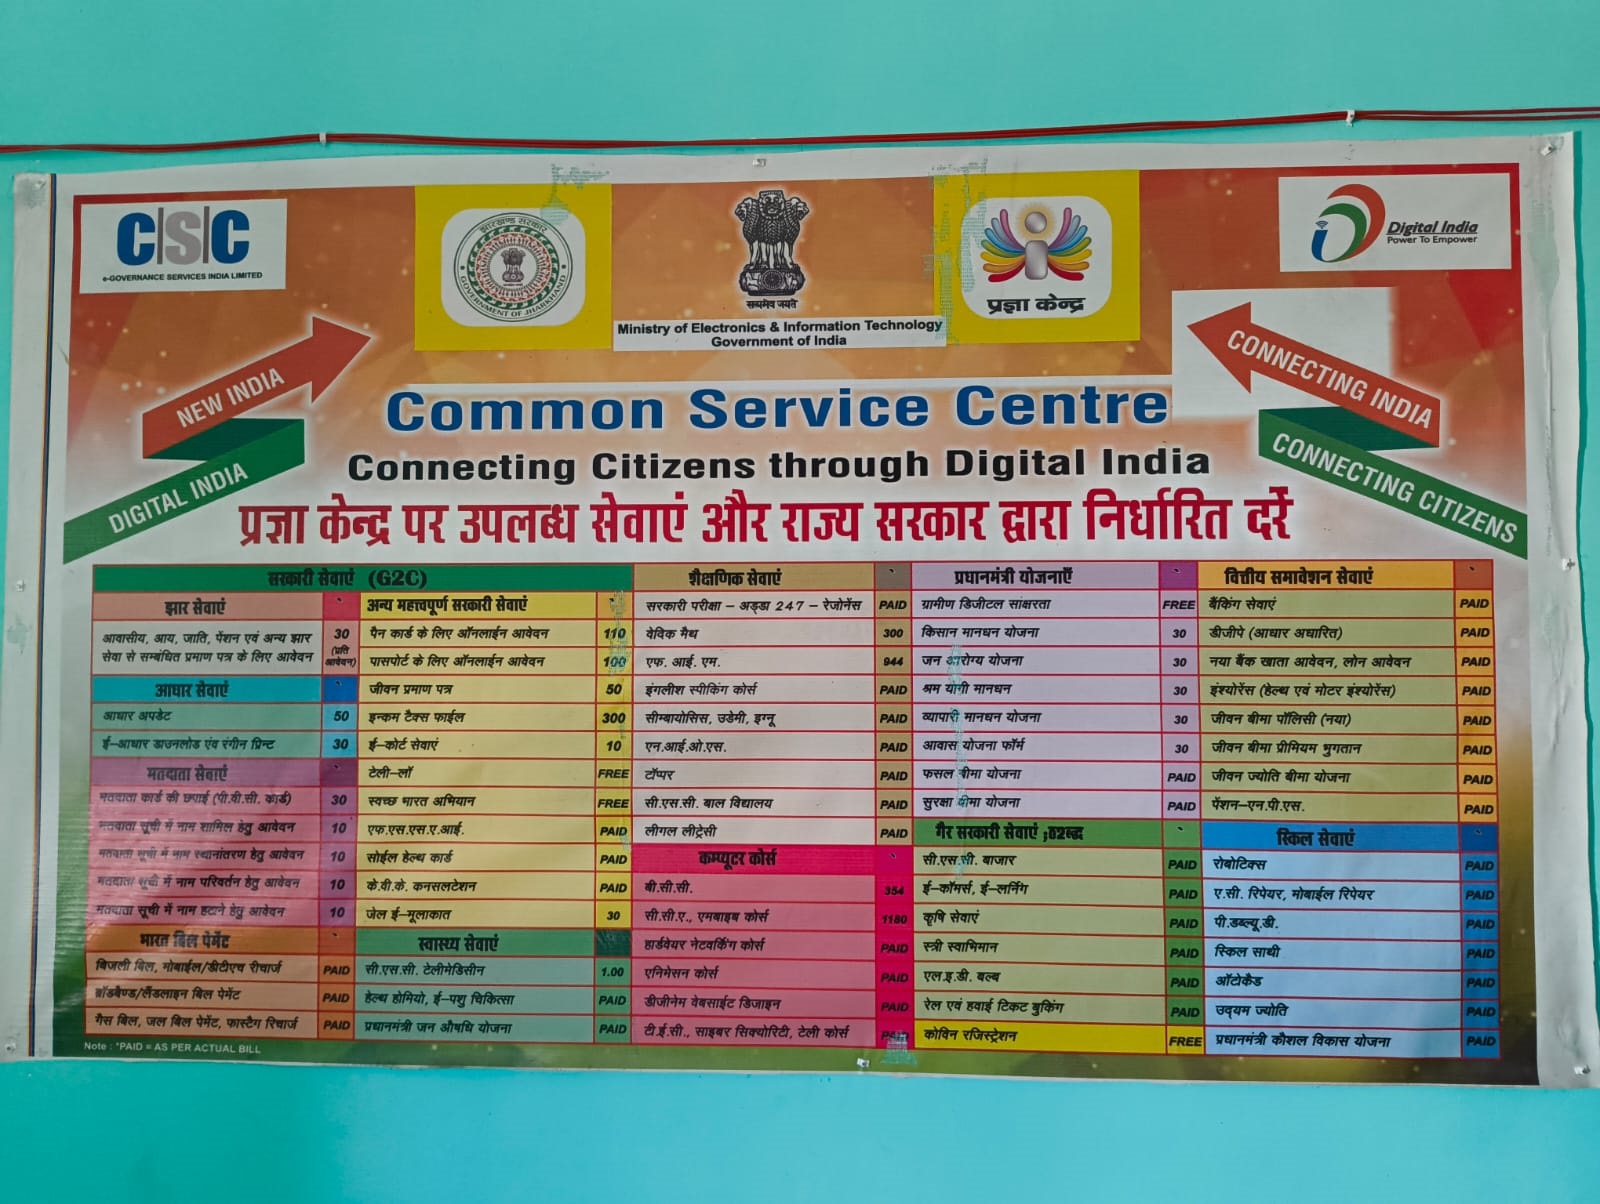 CSC
e-GOVERNANCE SERVICES INDIA LIMITED
झारखण्ड सरकार
GOVERNMENT OF JHARKHAND
सत्यमेव जयते
Ministry of Electronics & Information Technology
Government of India
प्रज्ञा केन्द्र
Digital India
Power To Empower
NEW INDIA
DIGITAL INDIA
CONNECTING INDIA
CONNECTING CITIZENS
Common Service Centre
Connecting Citizens through Digital India
प्रज्ञा केन्द्र पर उपलब्ध सेवाएं और राज्य सरकार द्वारा निर्धारित दरें
सरकारी सेवाएं (G2C)
झार सेवाएं
आवासीय, आय, जाति, पेंशन एवं अन्य झार
सेवा से सम्बंधित प्रमाण पत्र के लिए आवेदन
30
(प्रति
आवेदन)
आधार सेवाएं
आधार अपडेट 50
ई–आधार डाउनलोड एंव रंगीन प्रिन्ट 30
मतदाता सेवाएं
मतदाता कार्ड की छपाई (पी.वी.सी. कार्ड) 30
मतदाता सूची में नाम शामिल हेतु आवेदन 10
मतदाता सूची में नाम स्थानांतरण हेतु आवेदन 10
मतदाता सूची में नाम परिवर्तन हेतु आवेदन 10
मतदाता सूची में नाम हटाने हेतु आवेदन 10
भारत बिल पेमेंट
बिजली बिल, मोबाईल/डीटीएच रीचार्ज PAID
ब्रॉडबैण्ड/लैंडलाइन बिल पेमेंट PAID
गैस बिल, जल बिल पेमेंट, फास्टैग रिचार्ज PAID
अन्य महत्त्वपूर्ण सरकारी सेवाएं
पैन कार्ड के लिए ऑनलाईन आवेदन 110
पासपोर्ट के लिए ऑनलाईन आवेदन 100
जीवन प्रमाण पत्र 50
इन्कम टैक्स फाईल 300
ई–कोर्ट सेवाएं 10
टेली–लॉ FREE
स्वच्छ भारत अभियान FREE
एफ.एस.एस.ए.आई. PAID
सोईल हेल्थ कार्ड PAID
के.वी.के. कनसलटेशन PAID
जेल ई–मूलाकात 30
स्वास्थ्य सेवाएं
सी.एस.सी. टेलीमेडिसीन 1.00
हेल्थ होमियो, ई–पशु चिकित्सा PAID
प्रधानमंत्री जन औषधि योजना PAID
शैक्षणिक सेवाएं
सरकारी परीक्षा – अड्डा 247 – रेजोनेंस PAID
वेदिक मैथ 300
एफ. आई. एम. 944
इंगलीश स्पीकिंग कोर्स PAID
सीम्बायोसिस, उडेमी, इग्नू PAID
एन.आई.ओ.एस. PAID
टॉप्पर PAID
सी.एस.सी. बाल विद्यालय PAID
लीगल लीट्रेसी PAID
कम्प्यूटर कोर्स
बी.सी.सी. 354
सी.सी.ए., एमबाइब कोर्स 1180
हार्डवेयर नेटवर्किंग कोर्स PAID
एनिमेसन कोर्स PAID
डीजीनेम वेबसाईट डिजाइन PAID
टी.ई.सी., साइबर सिक्योरिटी, टेली कोर्स PAID
प्रधानमंत्री योजनाएँ
ग्रामीण डिजीटल सांक्षरता FREE
किसान मानधन योजना 30
जन आरोग्य योजना 30
श्रम योगी मानधन 30
व्यापारी मानधन योजना 30
आवास योजना फॉर्म 30
फसल बीमा योजना PAID
सुरक्षा बीमा योजना PAID
गैर सरकारी सेवाएं ;ठ2ब्द्ध
सी.एस.सी. बाजार PAID
ई–कॉमर्स, ई–लर्निंग PAID
कृषि सेवाएं PAID
स्त्री स्वाभिमान PAID
एल.इ.डी. बल्ब PAID
रेल एवं हवाई टिकट बुकिंग PAID
कोविन रजिस्ट्रेशन FREE
वित्तीय समावेशन सेवाएं
बैंकिंग सेवाएं PAID
डीजीपे (आधार अधारित) PAID
नया बैंक खाता आवेदन, लोन आवेदन PAID
इंश्योरेंस (हेल्थ एवं मोटर इंश्योरेंस) PAID
जीवन बीमा पॉलिसी (नया) PAID
जीवन बीमा प्रीमियम भुगतान PAID
जीवन ज्योति बीमा योजना PAID
पेंशन–एन.पी.एस. PAID
स्किल सेवाएं
रोबोटिक्स PAID
ए.सी. रिपेयर, मोबाईल रिपेयर PAID
पी.डब्ल्यू.डी. PAID
स्किल साथी PAID
ऑटोकैड PAID
उद्यम ज्योति PAID
प्रधानमंत्री कौशल विकास योजना PAID
Note : *PAID = AS PER ACTUAL BILL